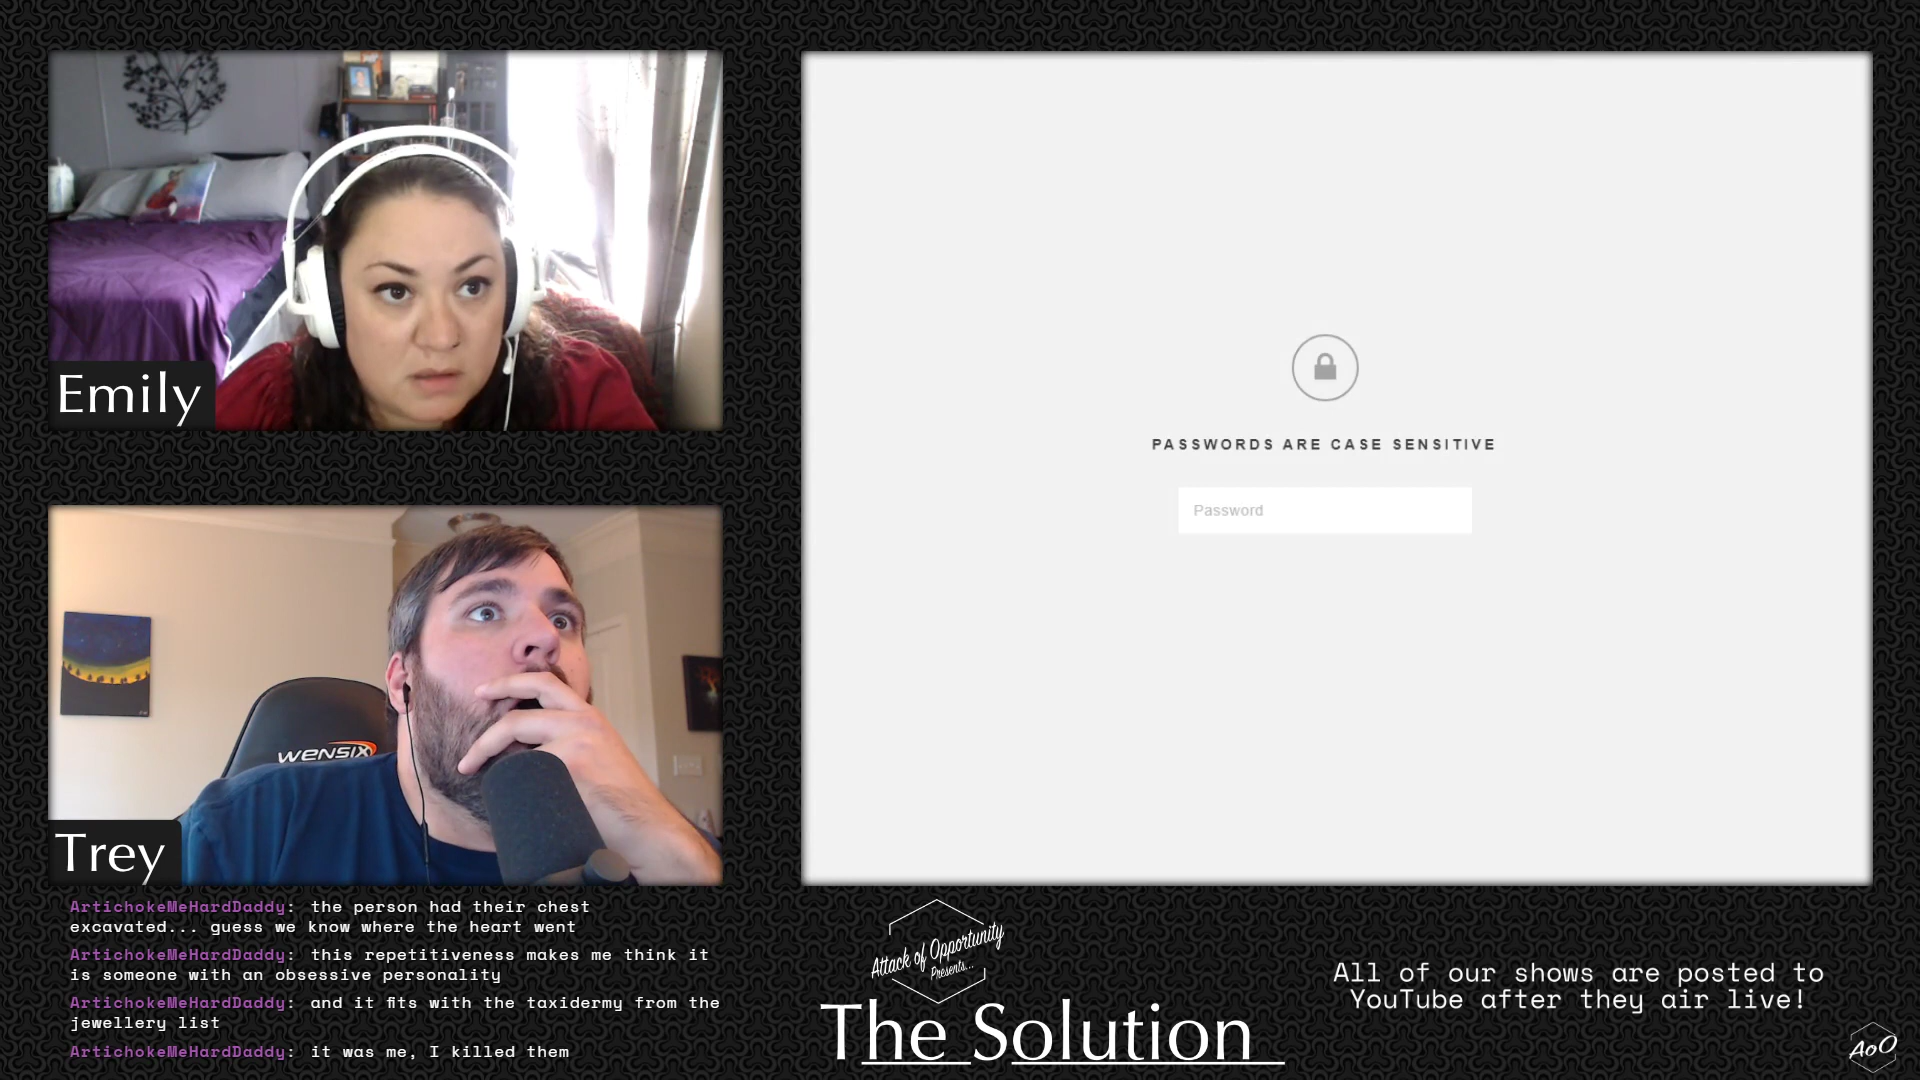 Emily
PASSWORDS ARE CASE SENSITIVE
Password
WENSIX
Trey
ArtichokeMeHardDaddy: the person had their chest
excavated... guess we know where the heart went
ArtichokeMeHardDaddy: this repetitiveness makes me think it
is someone with an obsessive personality
ArtichokeMeHardDaddy: and it fits with the taxidermy from the
jewellery list
ArtichokeMeHardDaddy: it was me, I killed them
Attack of Opportunity
Presents...
The Solution
All of our shows are posted to
YouTube after they air live!
AoO